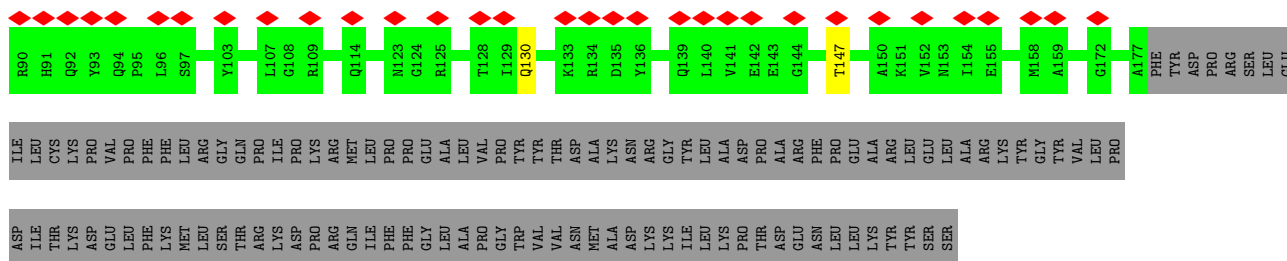 R90 H91 Q92 Y93 Q94 P95 L96 S97 Y103 L107 G108 R109 Q114 N123 G124 R125 T128 I129 Q130 K133 R134 D135 Y136 Q139 L140 V141 E142 E143 G144 T147 A150 K151 V152 N153 I154 E155 M158 A159 G172 A177 PHE TYR ASP PRO ARG SER LEU GLU
ILE LEU CYS LYS PRO VAL PRO PHE PHE LEU ARG GLY GLN PRO ILE PRO LYS ARG MET LEU PRO PRO GLU ALA LEU VAL PRO TYR TYR THR ASP ALA LYS ASN ARG GLY TYR LEU ALA ASP PRO ALA ARG PHE PRO GLU ALA ARG LEU GLU LEU ALA ARG LYS TYR GLY TYR VAL LEU PRO
ASP ILE THR LYS ASP GLU LEU PHE LYS MET LEU SER THR ARG LYS ASP PRO ARG GLN ILE PHE PHE GLY LEU ALA PRO GLY TRP VAL VAL ASN MET ALA ASP LYS LYS ILE LEU LYS PRO THR ASP GLU ASN LEU LEU LYS TYR TYR SER SER